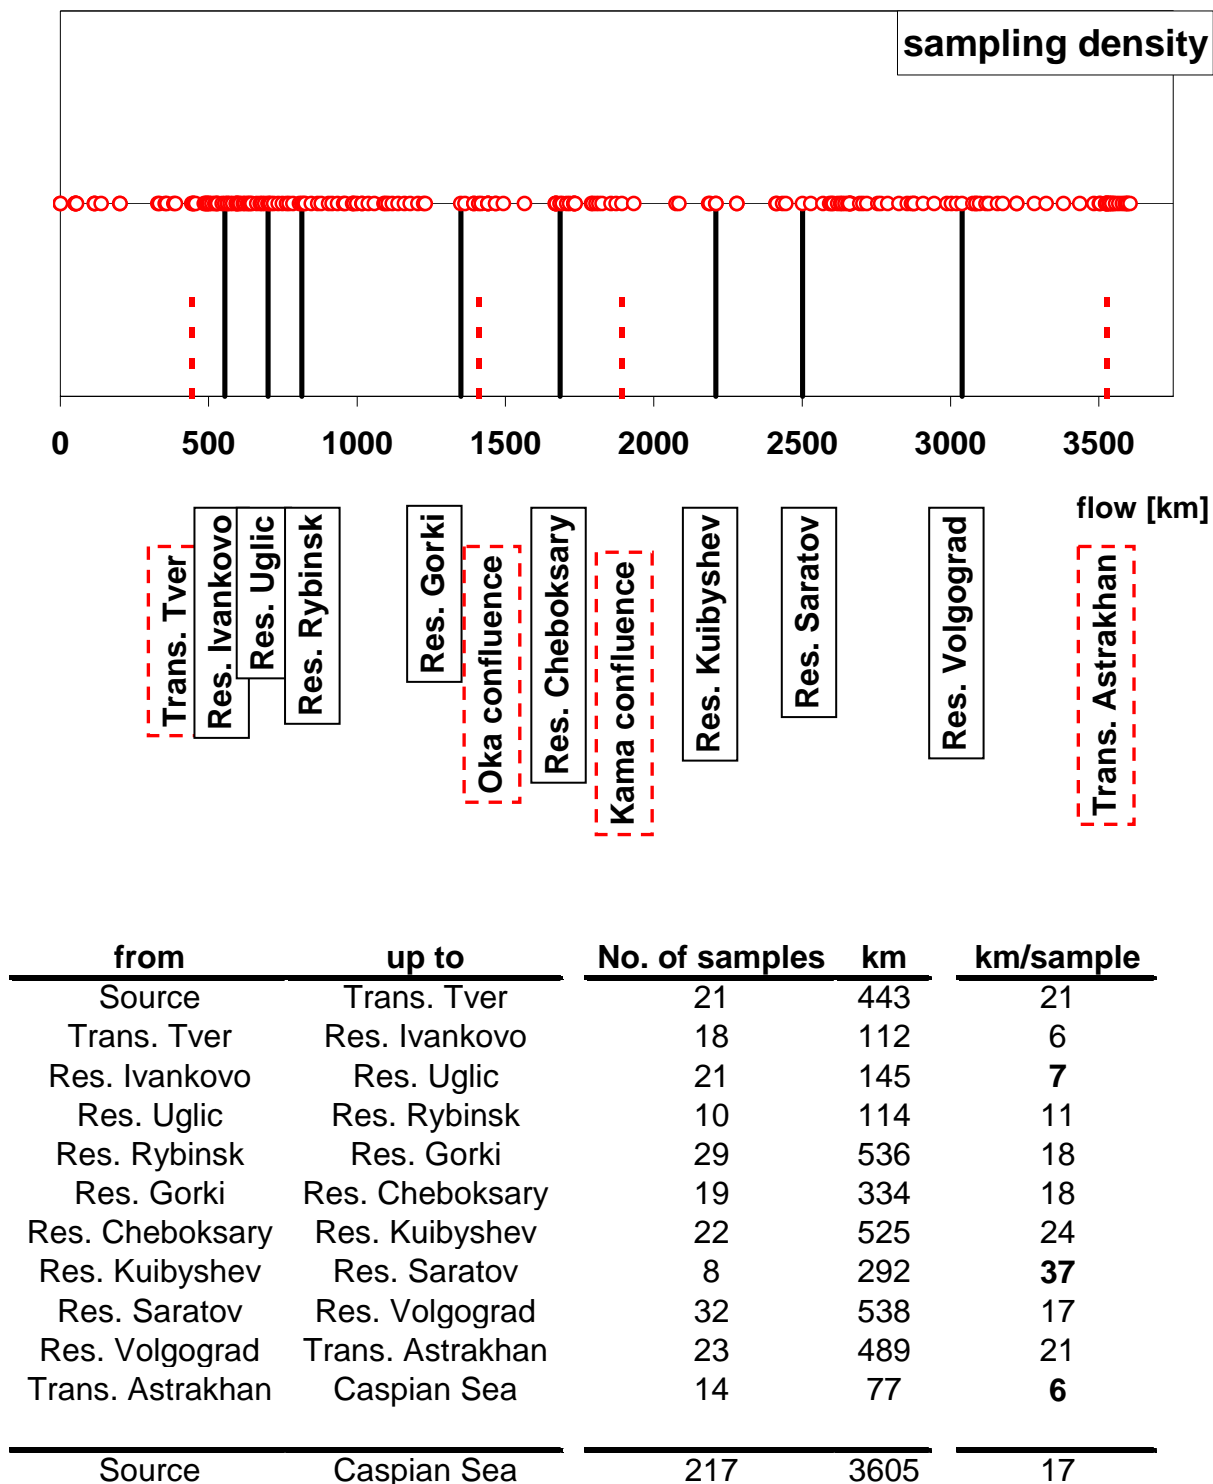 sampling density
0 500 1000 1500 2000 2500 3000 3500
flow [km]
Trans. Tver
Res. Ivankovo
Res. Uglic
Res. Rybinsk
Res. Gorki
Oka confluence
Res. Cheboksary
Kama confluence
Res. Kuibyshev
Res. Saratov
Res. Volgograd
Trans. Astrakhan
from up to No. of samples km km/sample
Source Trans. Tver 21 443 21
Trans. Tver Res. Ivankovo 18 112 6
Res. Ivankovo Res. Uglic 21 145 7
Res. Uglic Res. Rybinsk 10 114 11
Res. Rybinsk Res. Gorki 29 536 18
Res. Gorki Res. Cheboksary 19 334 18
Res. Cheboksary Res. Kuibyshev 22 525 24
Res. Kuibyshev Res. Saratov 8 292 37
Res. Saratov Res. Volgograd 32 538 17
Res. Volgograd Trans. Astrakhan 23 489 21
Trans. Astrakhan Caspian Sea 14 77 6
Source Caspian Sea 217 3605 17